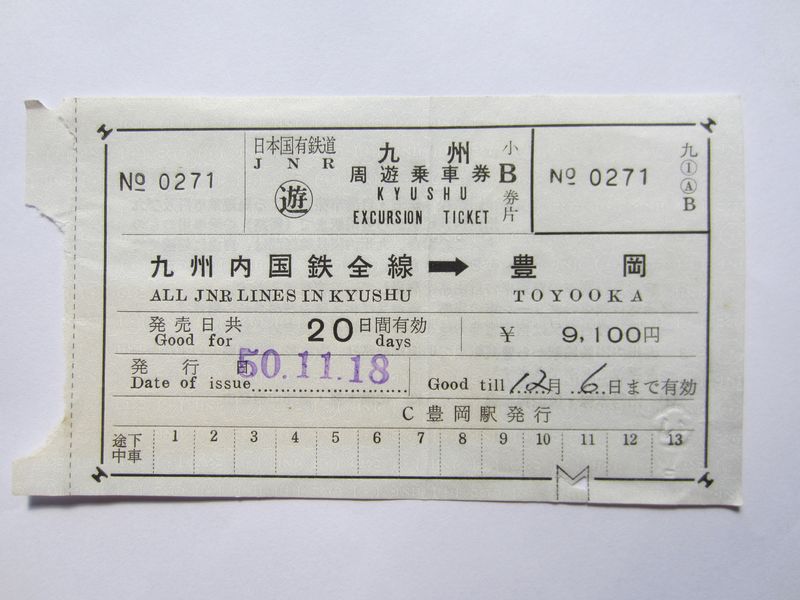 日本国有鉄道 九州 小
J N R 周遊乗車券 B 九①ⒶB
№ 0271 遊 KYUSHU 券片 № 0271
EXCURSION TICKET
九州内国鉄全線 ➡ 豊岡
ALL JNR LINES IN KYUSHU TOYOOKA
発売日共 20 日間有効 ¥ 9,100円
Good for days
発行日 50.11.18
Date of issue Good till 12月 6日まで有効
C 豊岡駅発行
途中下車 1 2 3 4 5 6 7 8 9 10 11 12 13